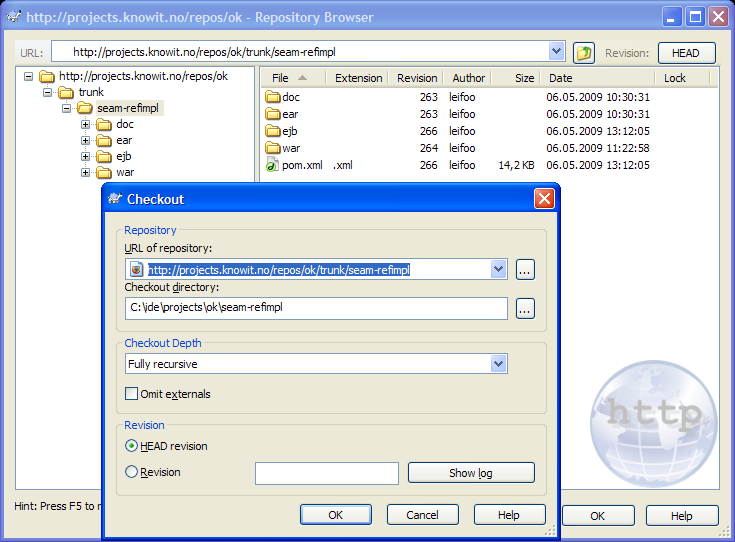 http://projects.knowit.no/repos/ok - Repository Browser
URL: http://projects.knowit.no/repos/ok/trunk/seam-refimpl Revision: HEAD
http://projects.knowit.no/repos/ok
trunk
seam-refimpl
doc
ear
ejb
war
File Extension Revision Author Size Date Lock
doc 263 leifoo 06.05.2009 10:30:31
ear 263 leifoo 06.05.2009 10:30:31
ejb 266 leifoo 06.05.2009 13:12:05
war 264 leifoo 06.05.2009 11:22:58
pom.xml .xml 266 leifoo 14,2 KB 06.05.2009 13:12:05
Checkout
Repository
URL of repository:
http://projects.knowit.no/repos/ok/trunk/seam-refimpl
...
Checkout directory:
C:\ide\projects\ok\seam-refimpl
...
Checkout Depth
Fully recursive
Omit externals
Revision
HEAD revision
Revision
Show log
OK Cancel Help
http
Hint: Press F5 to r
OK Help